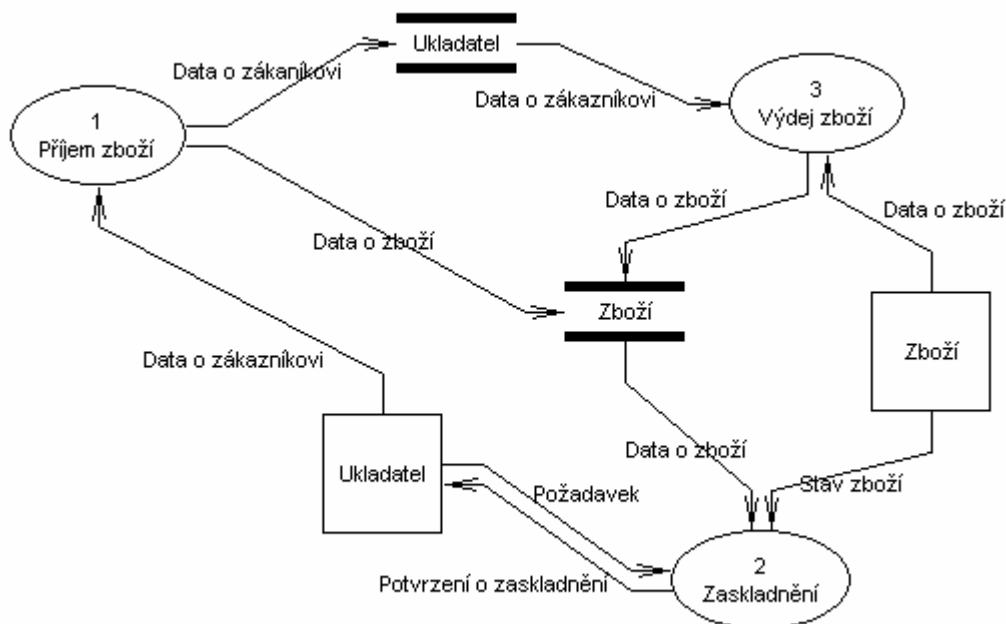 Ukladatel
Data o zákaníkovi
Data o zákazníkovi
3
Výdej zboží
1
Příjem zboží
Data o zboží
Data o zboží
Data o zboží
Zboží
Zboží
Data o zákazníkovi
Data o zboží
Ukladatel
Požadavek
Stav zboží
Potvrzení o zaskladnění
2
Zaskladnění